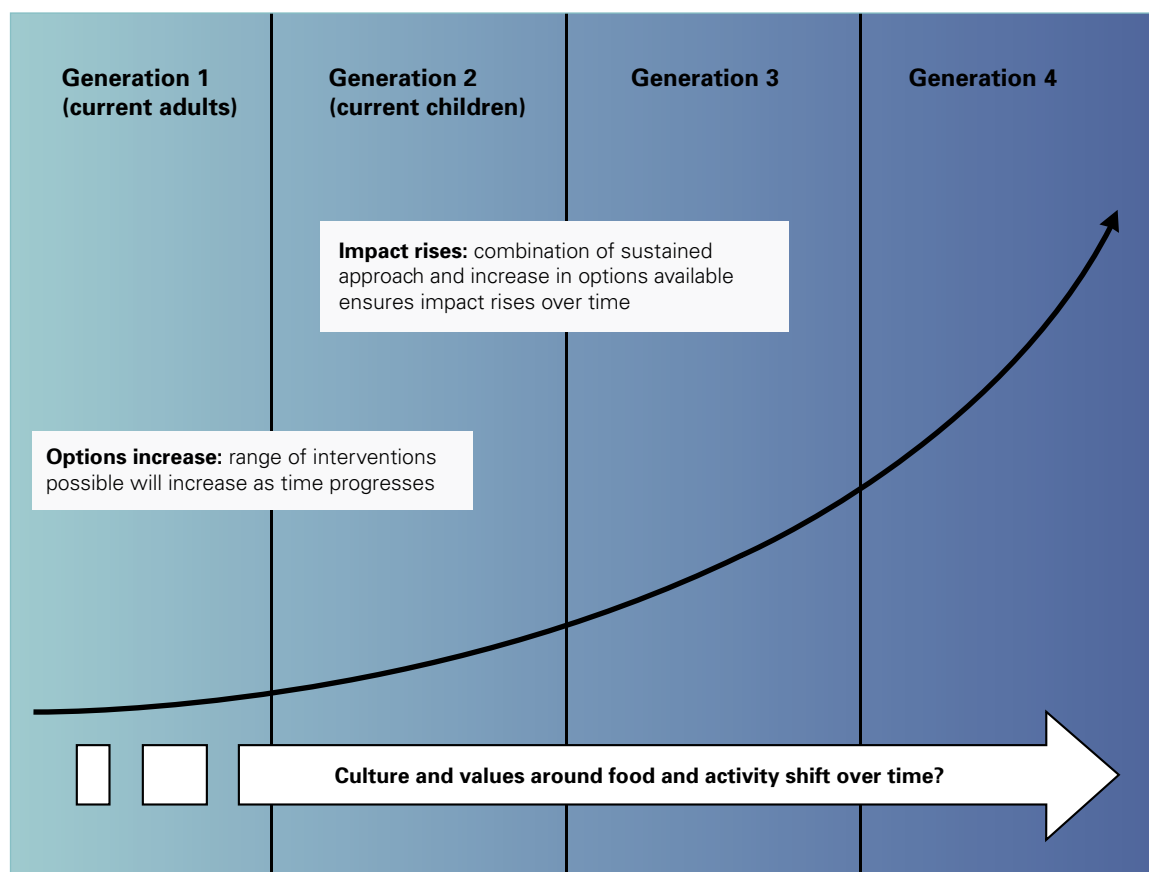 Generation 1
(current adults)
Generation 2
(current children)
Generation 3
Generation 4
Impact rises: combination of sustained
approach and increase in options available
ensures impact rises over time
Options increase: range of interventions
possible will increase as time progresses
Culture and values around food and activity shift over time?